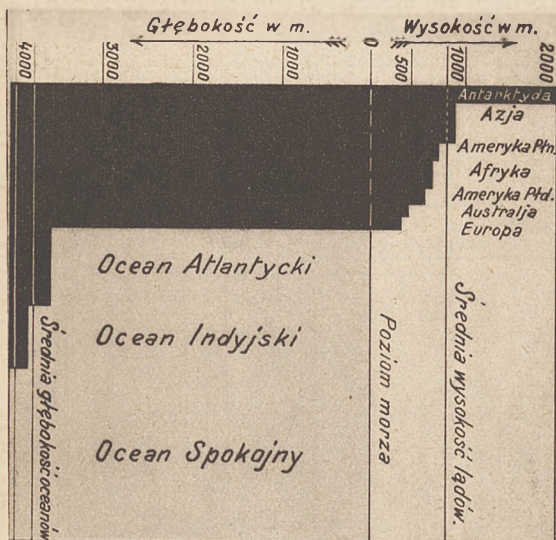 Głębokość w m.
Wysokość w m.
4000
3000
2000
1000
0
500
1000
2000
Antarktyda
Azja
Ameryka Płn.
Afryka
Ameryka Płd.
Australja
Europa
Ocean Atlantycki
Ocean Indyjski
Ocean Spokojny
Średnia głębokość oceanów
Poziom morza
Średnia wysokość lądów.